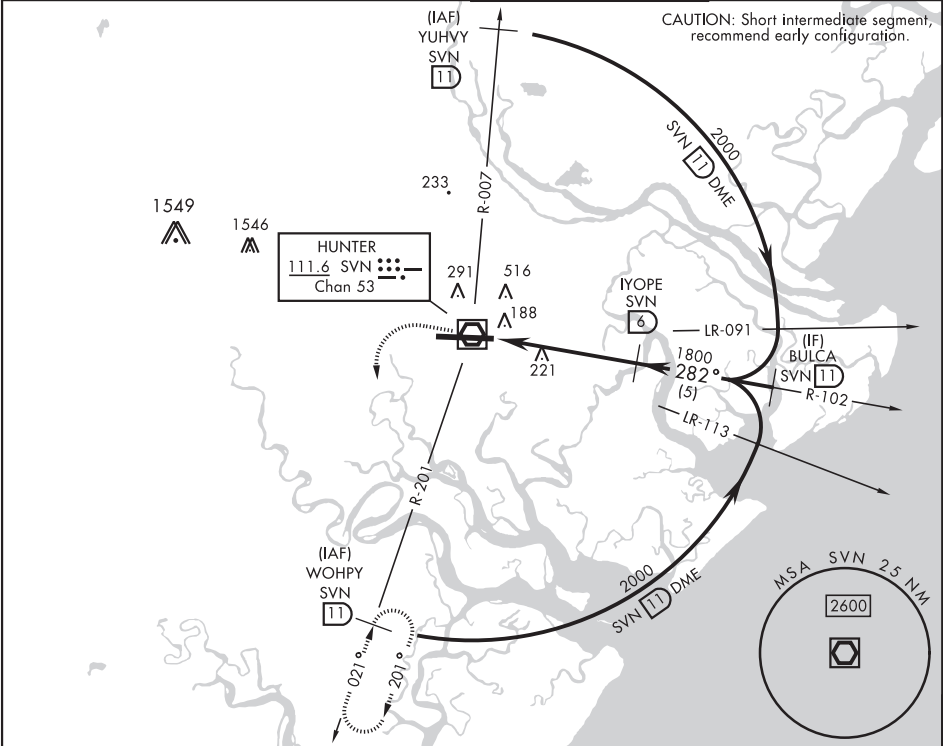 (IAF)
YUHVY
SVN
11
CAUTION: Short intermediate segment,
recommend early configuration.
2000
SVN 11 DME
R-007
233
1549
1546
HUNTER
111.6 SVN
Chan 53
291
516
188
221
IYOPE
SVN
6
LR-091
(IF)
BULCA
SVN 11
1800
282°
(5)
R-102
LR-113
R-201
(IAF)
WOHPY
SVN
11
2000
SVN 11 DME
021°
201°
MSA SVN 25 NM
2600